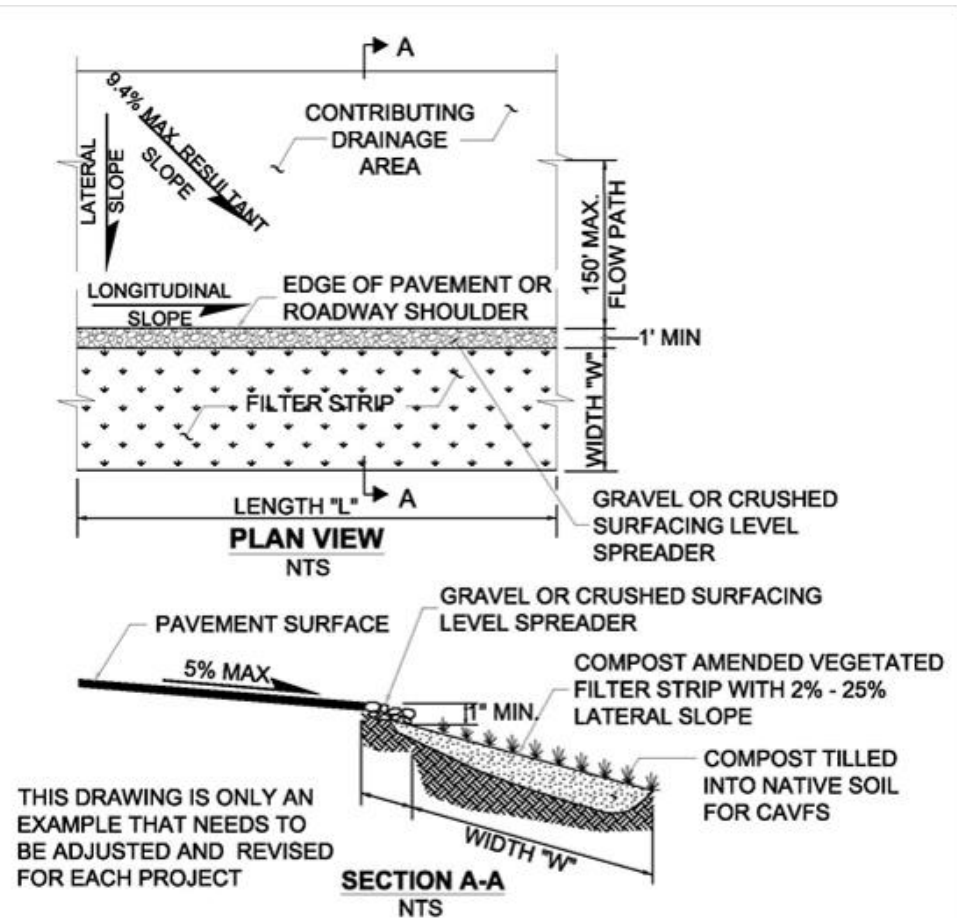 A
9.4% MAX. RESULTANT
SLOPE
LATERAL
SLOPE
CONTRIBUTING
DRAINAGE
AREA
150' MAX.
FLOW PATH
LONGITUDINAL
SLOPE
EDGE OF PAVEMENT OR
ROADWAY SHOULDER
1' MIN
FILTER STRIP
WIDTH "W"
A
LENGTH "L"
PLAN VIEW
NTS
GRAVEL OR CRUSHED
SURFACING LEVEL
SPREADER
GRAVEL OR CRUSHED SURFACING
LEVEL SPREADER
PAVEMENT SURFACE
5% MAX
1" MIN.
COMPOST AMENDED VEGETATED
FILTER STRIP WITH 2% - 25%
LATERAL SLOPE
COMPOST TILLED
INTO NATIVE SOIL
FOR CAVFS
WIDTH "W"
THIS DRAWING IS ONLY AN
EXAMPLE THAT NEEDS TO
BE ADJUSTED AND REVISED
FOR EACH PROJECT
SECTION A-A
NTS